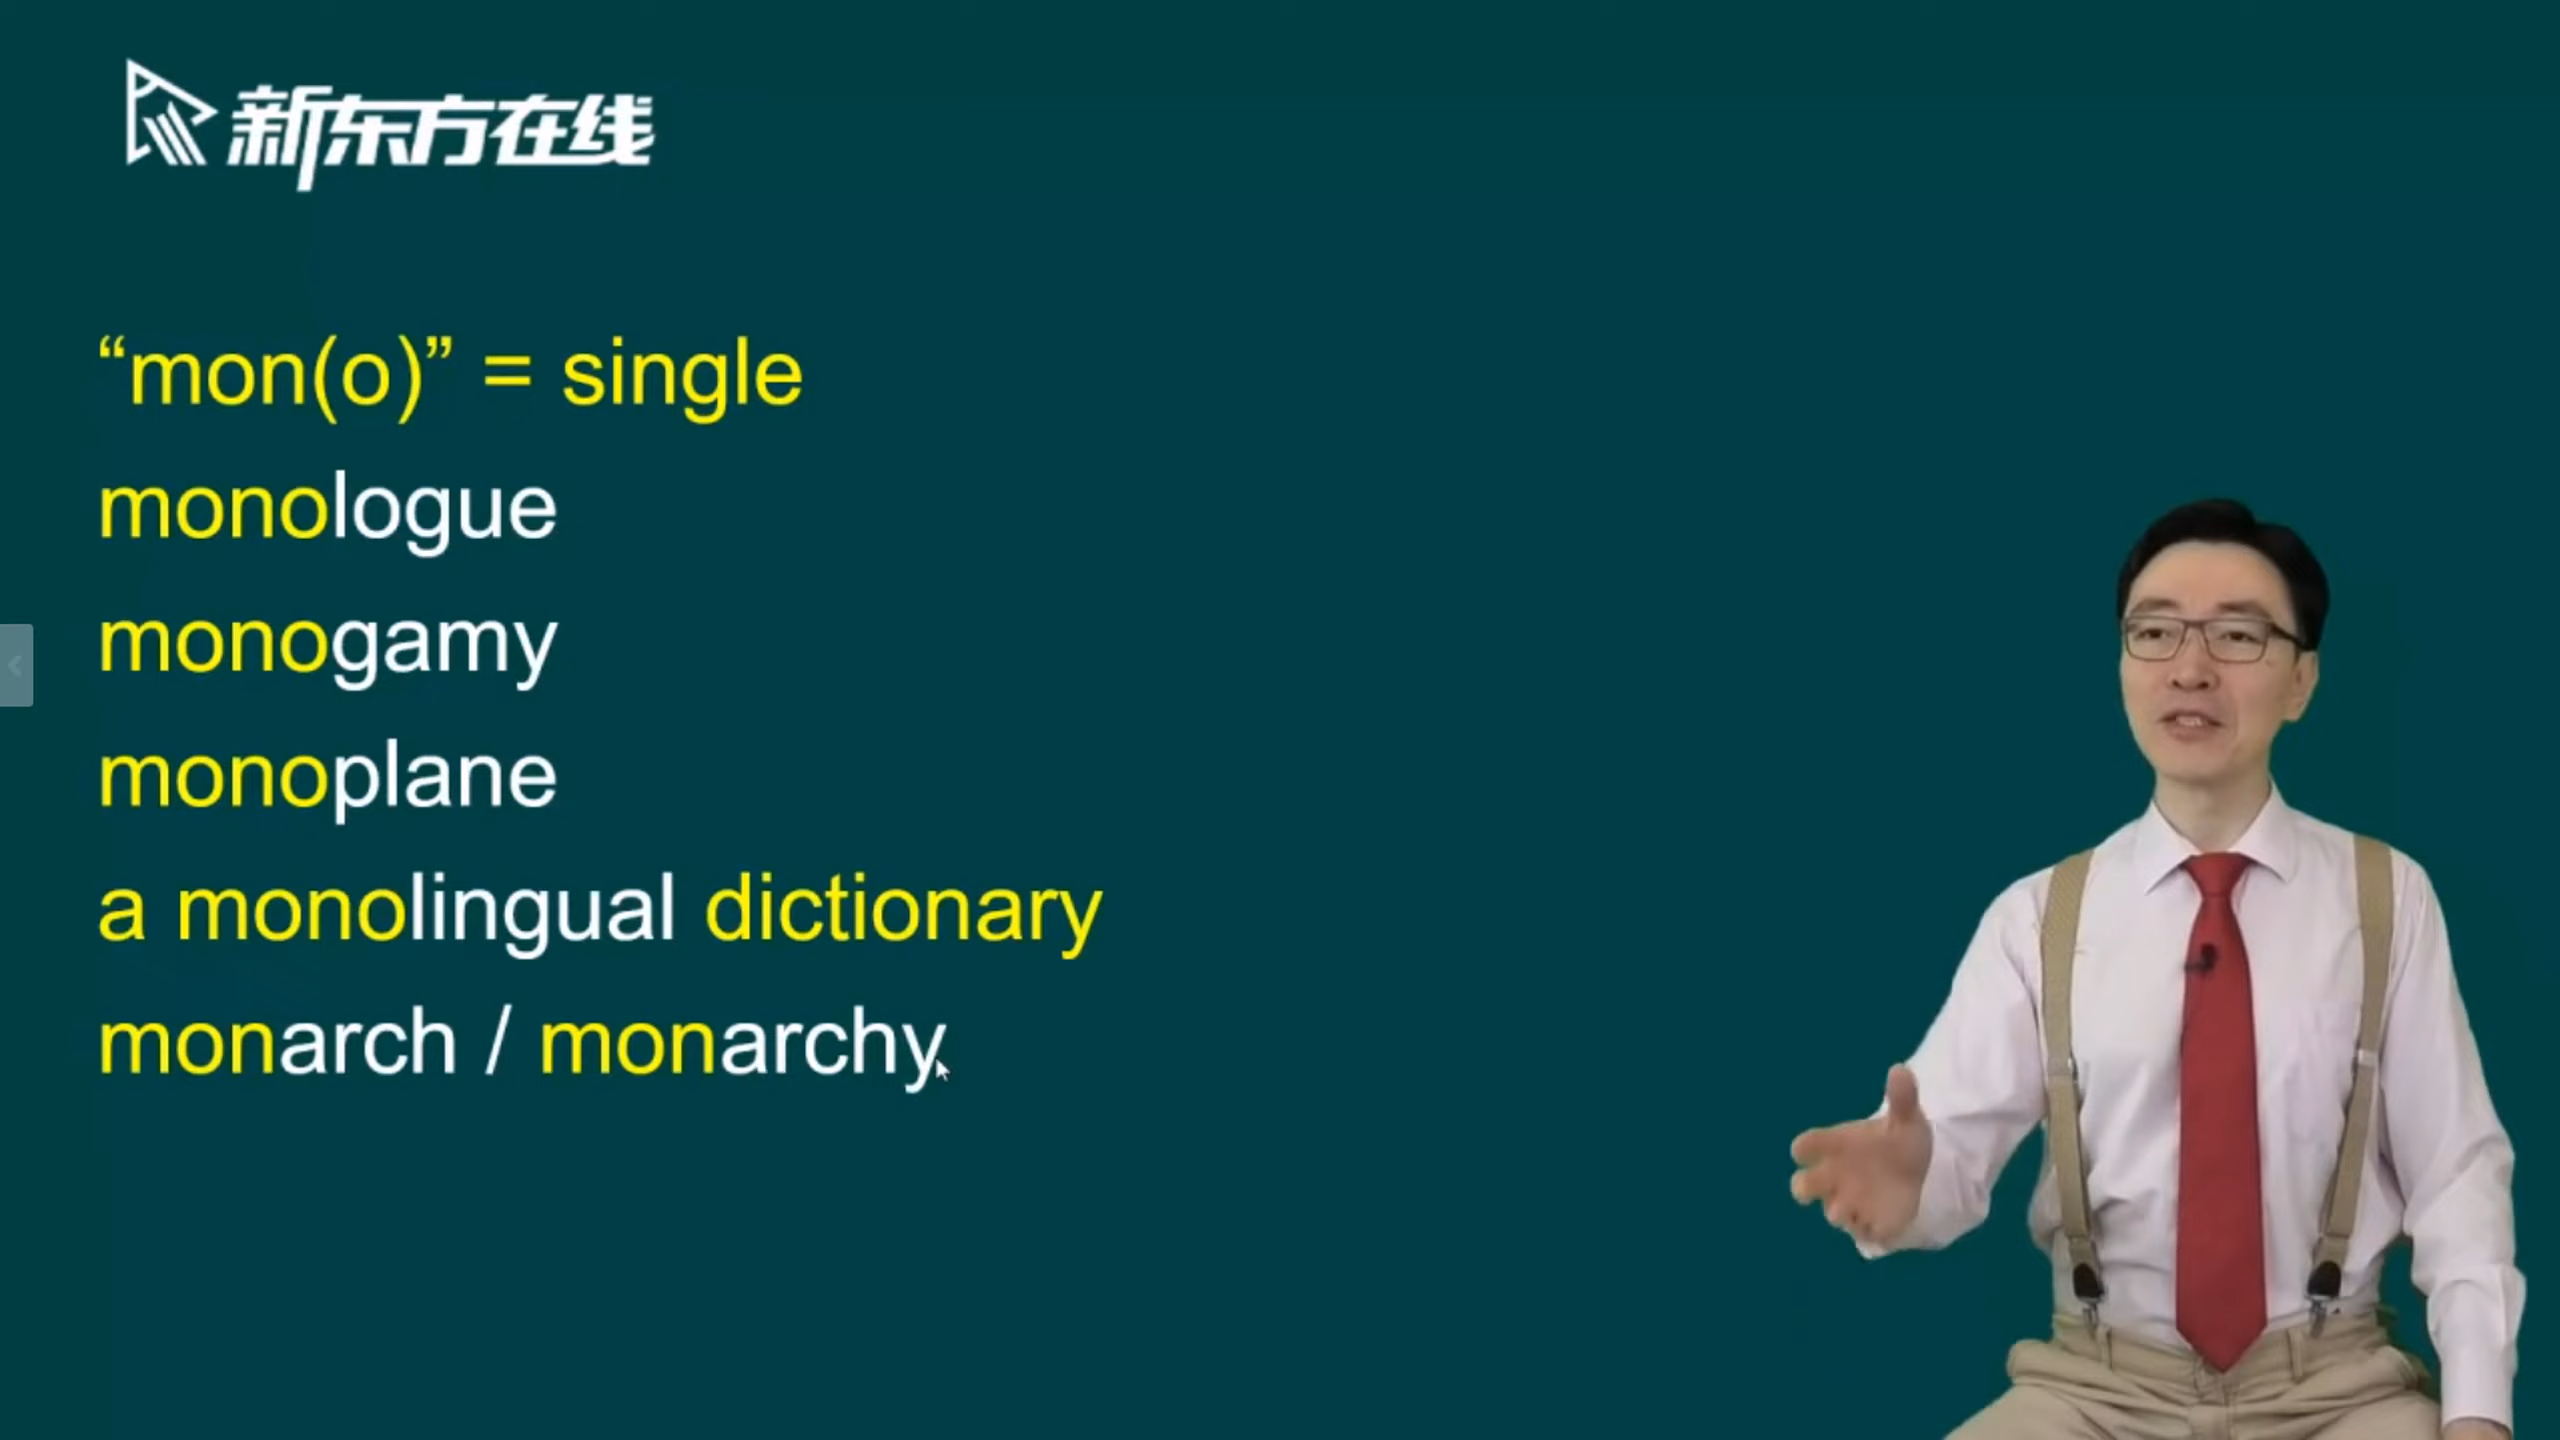 新东方在线
“mon(o)” = single
monologue
monogamy
monoplane
a monolingual dictionary
monarch / monarchy